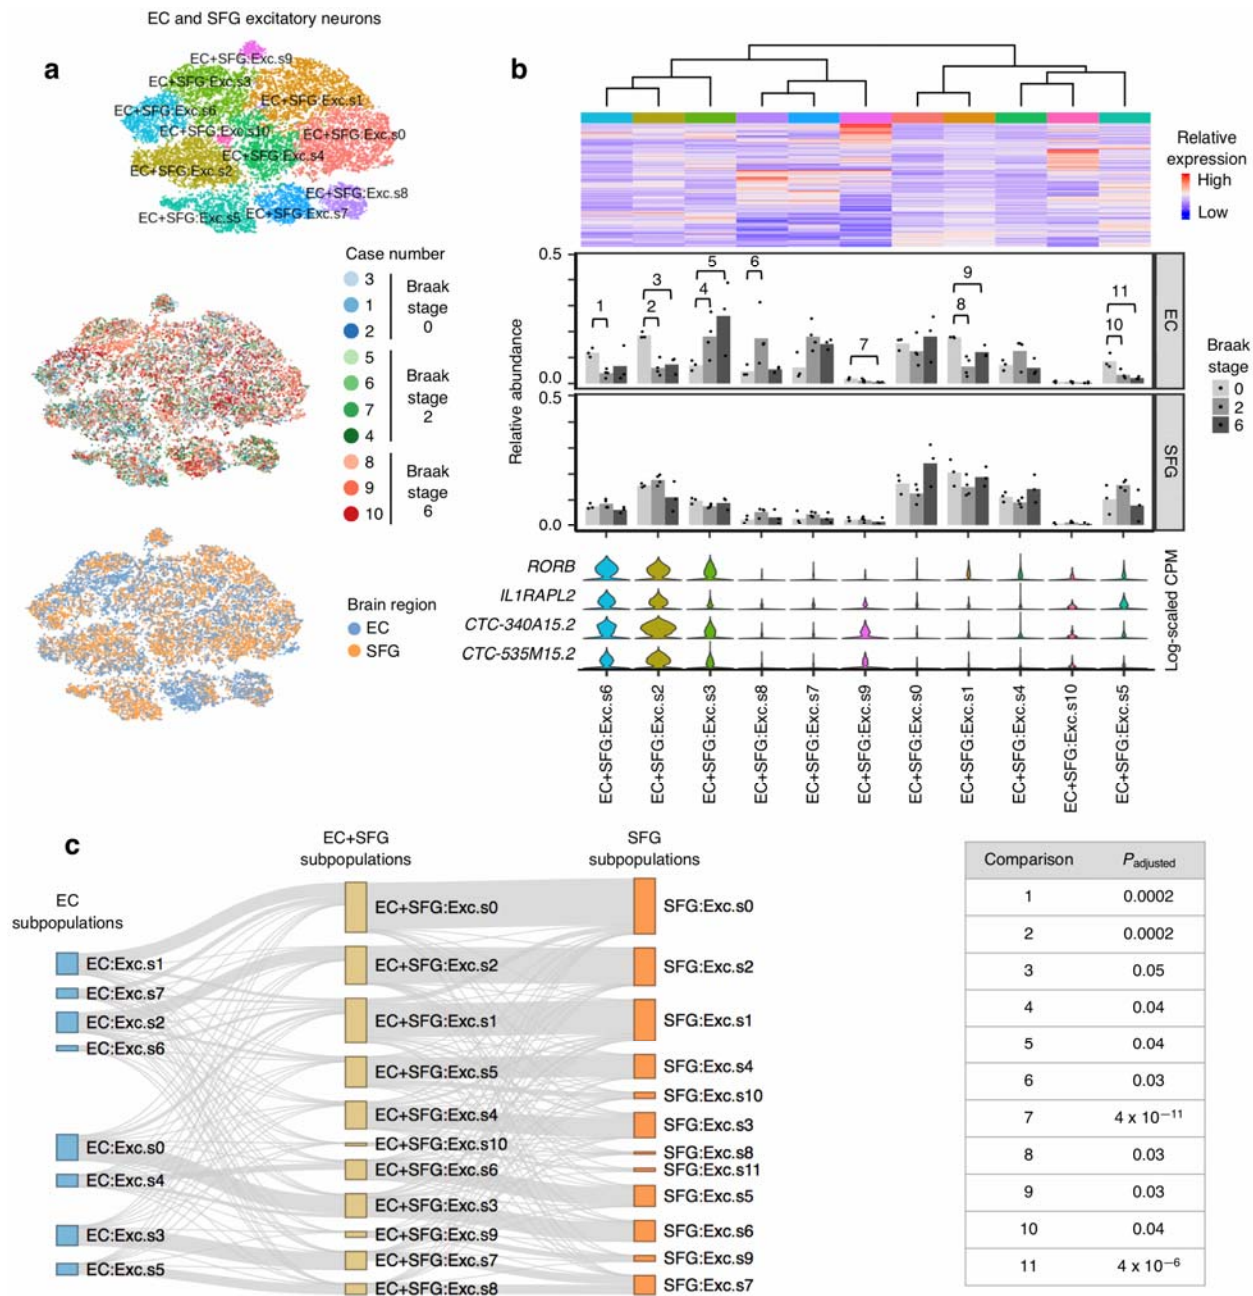 EC and SFG excitatory neurons
a
EC+SFG:Exc.s9
EC+SFG:Exc.s3
EC+SFG:Exc.s1
EC+SFG:Exc.s6
EC+SFG:Exc.s10
EC+SFG:Exc.s0
EC+SFG:Exc.s4
EC+SFG:Exc.s2
EC+SFG:Exc.s8
EC+SFG:Exc.s5
EC+SFG:Exc.s7
Case number
3
1
2
Braak
stage
0
5
6
7
4
Braak
stage
2
8
9
10
Braak
stage
6
Brain region
EC
SFG
b
Relative
expression
High
Low
Relative abundance
0.5
0.0
1
2
3
4
5
6
7
8
9
10
11
EC
0.5
0.0
SFG
Braak
stage
0
2
6
RORB
IL1RAPL2
CTC-340A15.2
CTC-535M15.2
Log-scaled CPM
EC+SFG:Exc.s6
EC+SFG:Exc.s2
EC+SFG:Exc.s3
EC+SFG:Exc.s8
EC+SFG:Exc.s7
EC+SFG:Exc.s9
EC+SFG:Exc.s0
EC+SFG:Exc.s1
EC+SFG:Exc.s4
EC+SFG:Exc.s10
EC+SFG:Exc.s5
c
EC
subpopulations
EC:Exc.s1
EC:Exc.s7
EC:Exc.s2
EC:Exc.s6
EC:Exc.s0
EC:Exc.s4
EC:Exc.s3
EC:Exc.s5
EC+SFG
subpopulations
EC+SFG:Exc.s0
EC+SFG:Exc.s2
EC+SFG:Exc.s1
EC+SFG:Exc.s5
EC+SFG:Exc.s4
EC+SFG:Exc.s10
EC+SFG:Exc.s6
EC+SFG:Exc.s3
EC+SFG:Exc.s9
EC+SFG:Exc.s7
EC+SFG:Exc.s8
SFG
subpopulations
SFG:Exc.s0
SFG:Exc.s2
SFG:Exc.s1
SFG:Exc.s4
SFG:Exc.s10
SFG:Exc.s3
SFG:Exc.s8
SFG:Exc.s11
SFG:Exc.s5
SFG:Exc.s6
SFG:Exc.s9
SFG:Exc.s7
Comparison P adjusted
1 0.0002
2 0.0002
3 0.05
4 0.04
5 0.04
6 0.03
7 4 x 10⁻¹¹
8 0.03
9 0.03
10 0.04
11 4 x 10⁻⁶